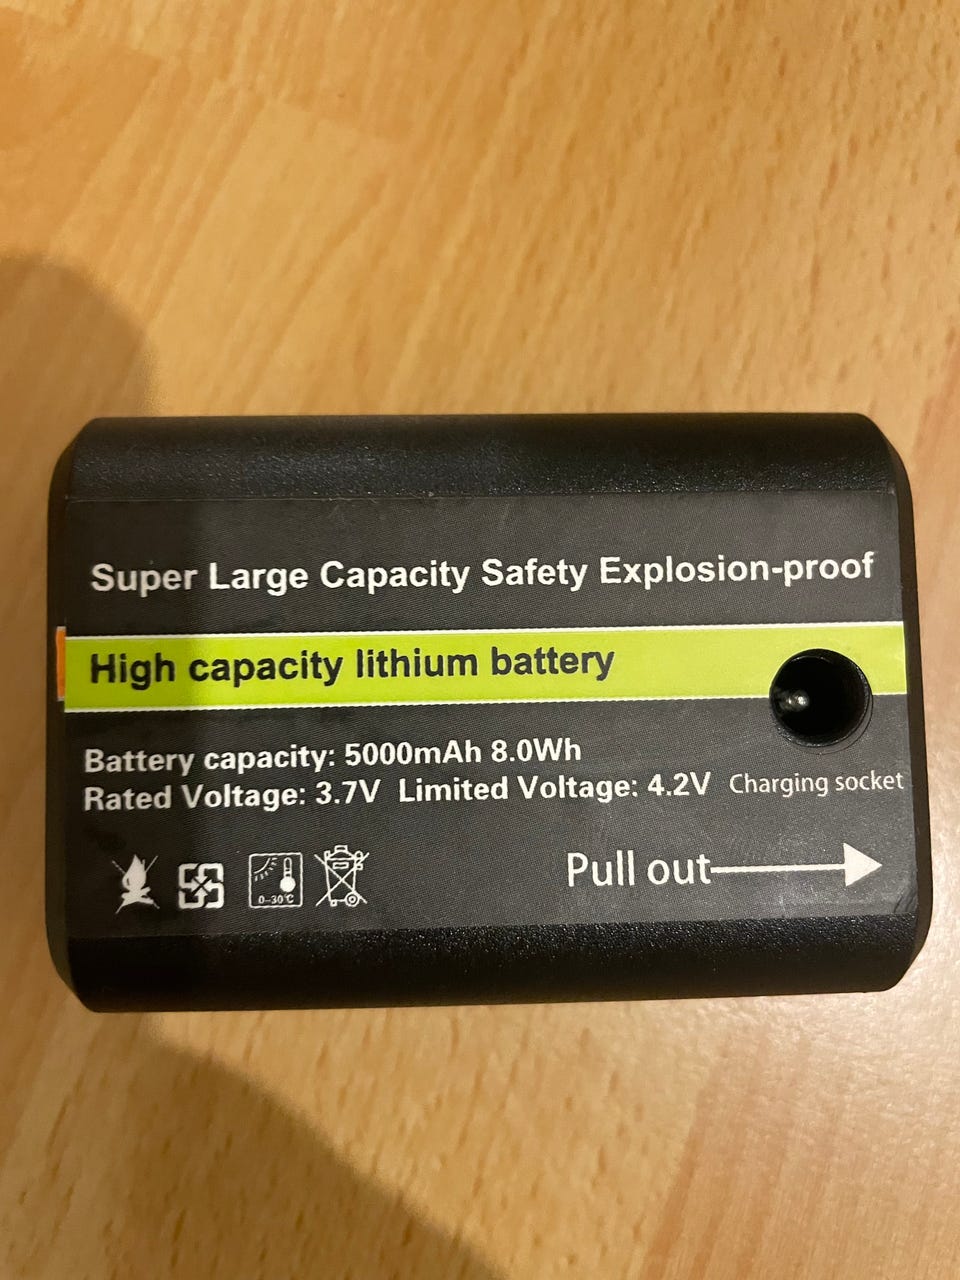 Super Large Capacity Safety Explosion-proof
High capacity lithium battery
Battery capacity: 5000mAh 8.0Wh
Rated Voltage: 3.7V Limited Voltage: 4.2V
Charging socket
0-30℃
Pull out